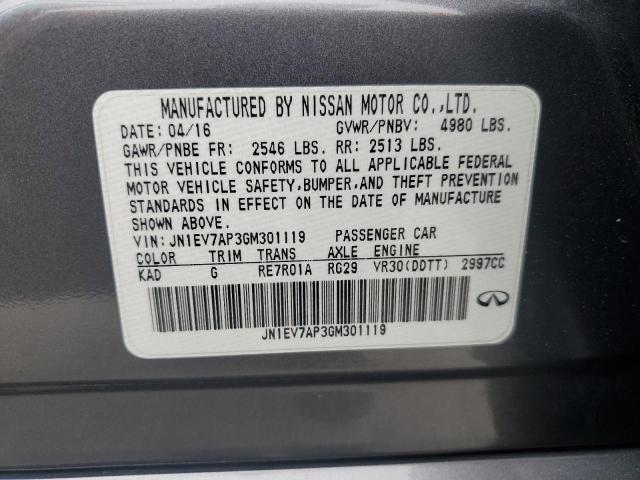 MANUFACTURED BY NISSAN MOTOR CO.,LTD.
DATE: 04/16 GVWR/PNBV: 4980 LBS.
GAWR/PNBE FR: 2546 LBS. RR: 2513 LBS.
THIS VEHICLE CONFORMS TO ALL APPLICABLE FEDERAL
MOTOR VEHICLE SAFETY,BUMPER,AND THEFT PREVENTION
STANDARDS IN EFFECT ON THE DATE OF MANUFACTURE
SHOWN ABOVE.
VIN: JN1EV7AP3GM301119 PASSENGER CAR
COLOR TRIM TRANS AXLE ENGINE
KAD G RE7R01A RG29 VR30(DDTT) 2997CC
JN1EV7AP3GM301119